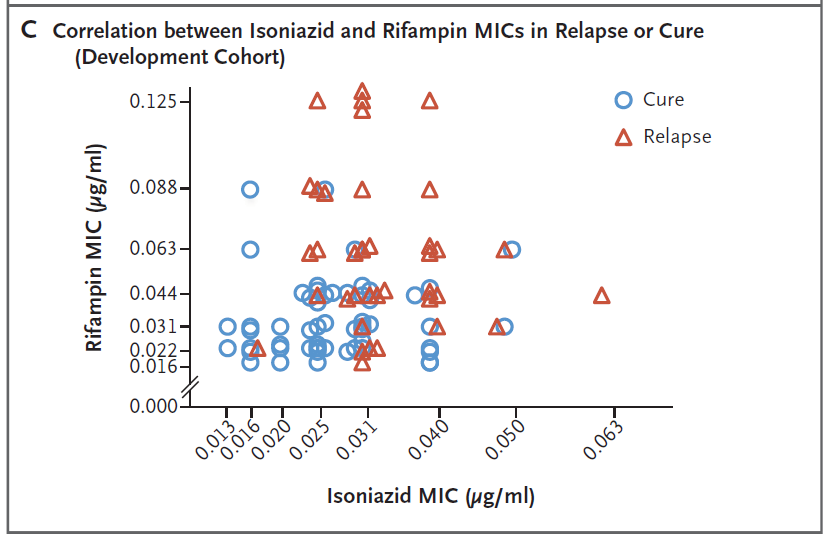 C Correlation between Isoniazid and Rifampin MICs in Relapse or Cure
(Development Cohort)
0.125
Cure
Relapse
0.088
0.063
0.044
0.031
0.022
0.016
0.000
Rifampin MIC (µg/ml)
0.013
0.016
0.020
0.025
0.031
0.040
0.050
0.063
Isoniazid MIC (µg/ml)